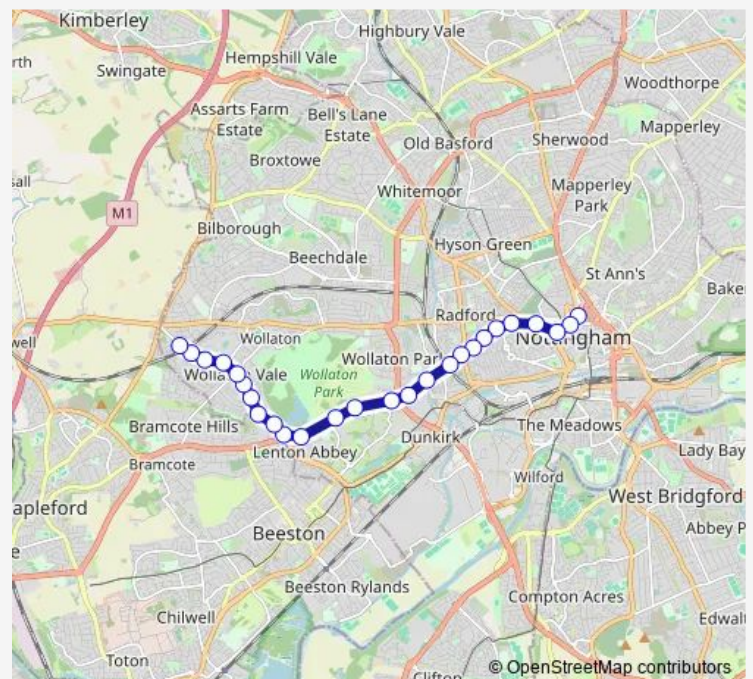 Kimberley
Highbury Vale
Hempshill Vale
Swingate
Woodthorpe
Assarts Farm
Estate
Bell's Lane
Estate
Mapperley
Old Basford
Sherwood
Broxtowe
Whitemoor
Mapperley
Park
M1
Bilborough
Hyson Green
Beechdale
St Ann's
Radford
Wollaton
Nottingham
Wollaton Park
Wollaton
Park
Bramcote Hills
The Meadows
Dunkirk
Lenton Abbey
Lady Bay
Bramcote
Wilford
West Bridgford
Beeston
Beeston Rylands
Compton Acres
Chilwell
Toton
Clifton
© OpenStreetMap contributors